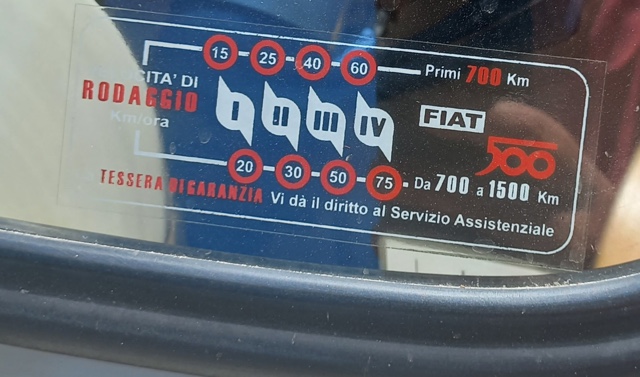 15 25 40 60 Primi 700 Km
CITA' DI
RODAGGIO
Km/ora
I II III IV
FIAT
500
20 30 50 75 Da 700 a 1500 Km
TESSERA DI GARANZIA Vi dà il diritto al Servizio Assistenziale